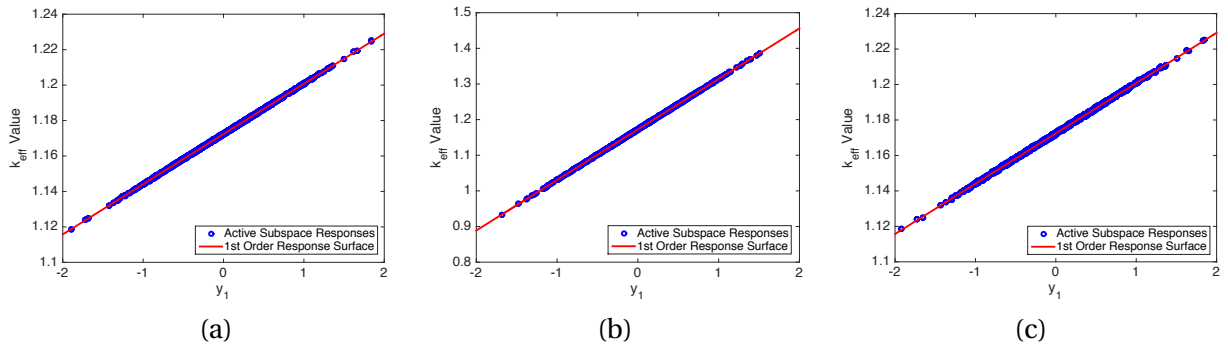 1.24
1.22
1.2
1.18
1.16
1.14
1.12
1.1
k_eff Value
-2 -1 0 1 2
y_1
Active Subspace Responses
1st Order Response Surface
(a)
1.5
1.4
1.3
1.2
1.1
1
0.9
0.8
k_eff Value
-2 -1 0 1 2
y_1
Active Subspace Responses
1st Order Response Surface
(b)
1.24
1.22
1.2
1.18
1.16
1.14
1.12
1.1
k_eff Value
-2 -1 0 1 2
y_1
Active Subspace Responses
1st Order Response Surface
(c)